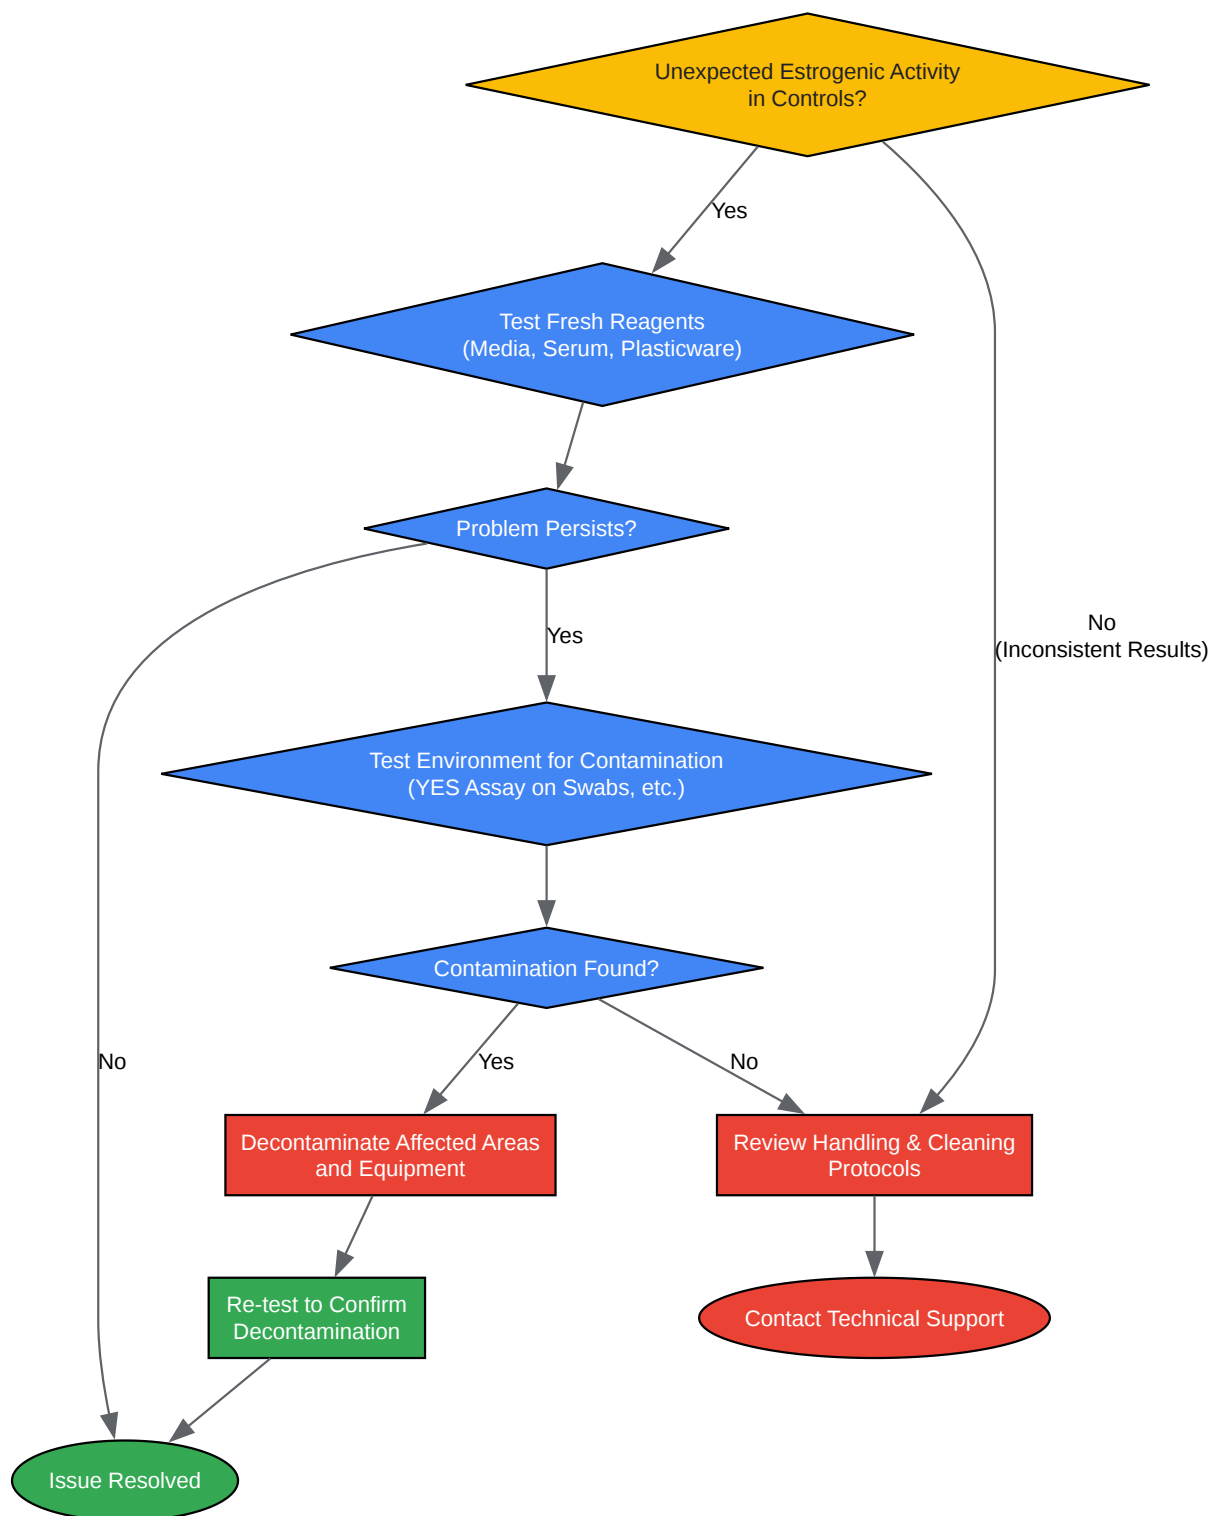 Unexpected Estrogenic Activity
in Controls?
Yes
Test Fresh Reagents
(Media, Serum, Plasticware)
Problem Persists?
Yes
No
(Inconsistent Results)
Test Environment for Contamination
(YES Assay on Swabs, etc.)
Contamination Found?
No
Yes
No
Decontaminate Affected Areas
and Equipment
Review Handling & Cleaning
Protocols
Re-test to Confirm
Decontamination
Contact Technical Support
Issue Resolved